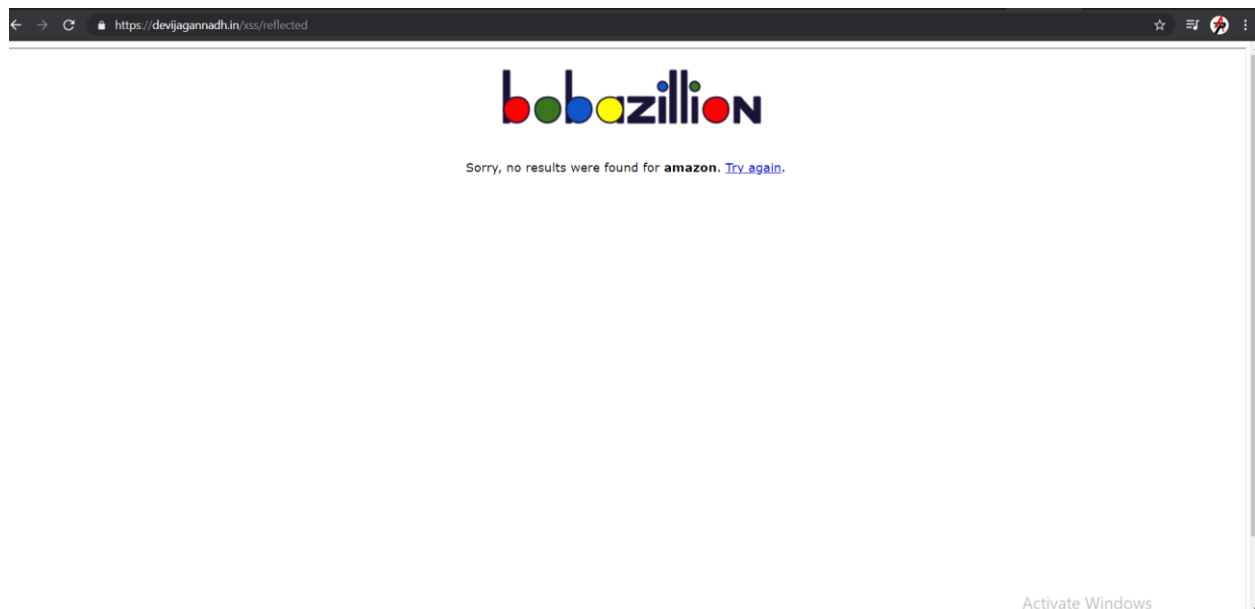 https://devijagannadh.in/xss/reflected
bobazillion
Sorry, no results were found for amazon. Try again.
Activate Windows